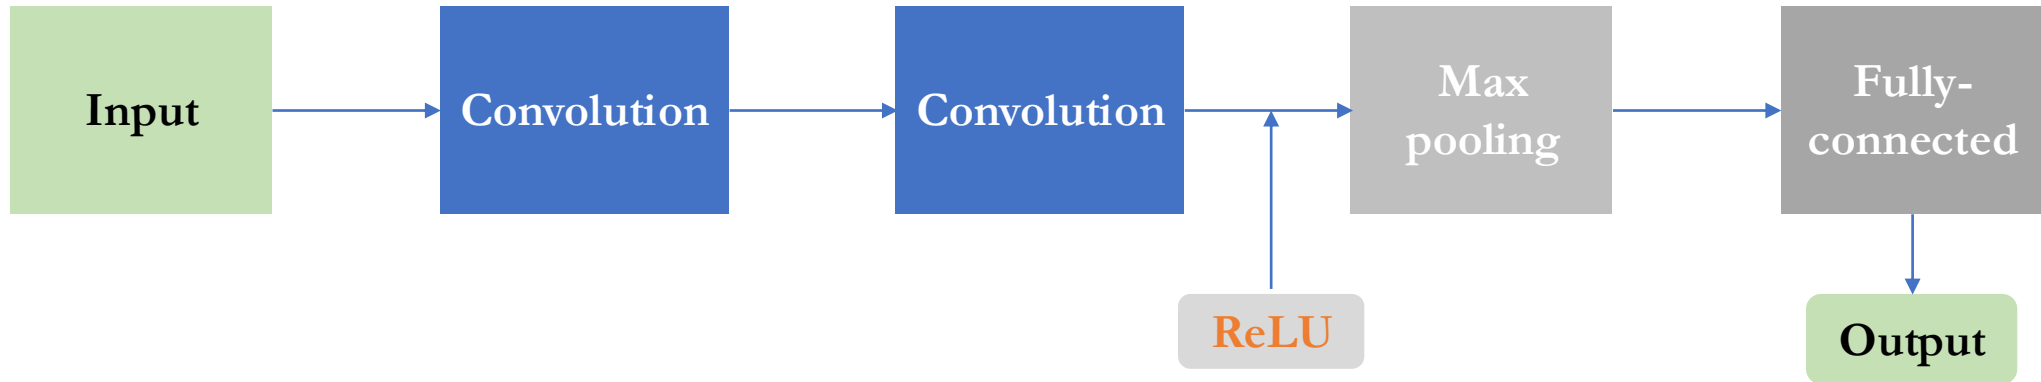 Input
Convolution
Convolution
Max
pooling
Fully-
connected
ReLU
Output